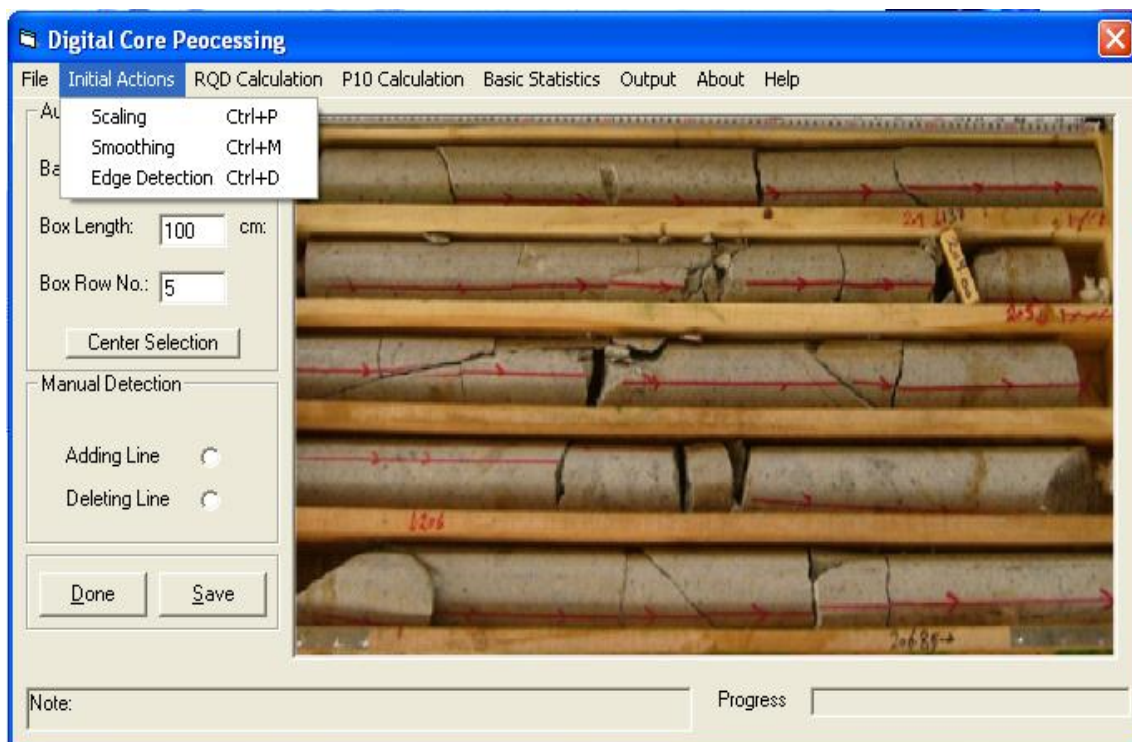 Digital Core Peocessing
File Initial Actions RQD Calculation P10 Calculation Basic Statistics Output About Help
Scaling Ctrl+P
Smoothing Ctrl+M
Edge Detection Ctrl+D
Box Length: 100 cm:
Box Row No.: 5
Center Selection
Manual Detection
Adding Line
Deleting Line
Done Save
Note:
Progress